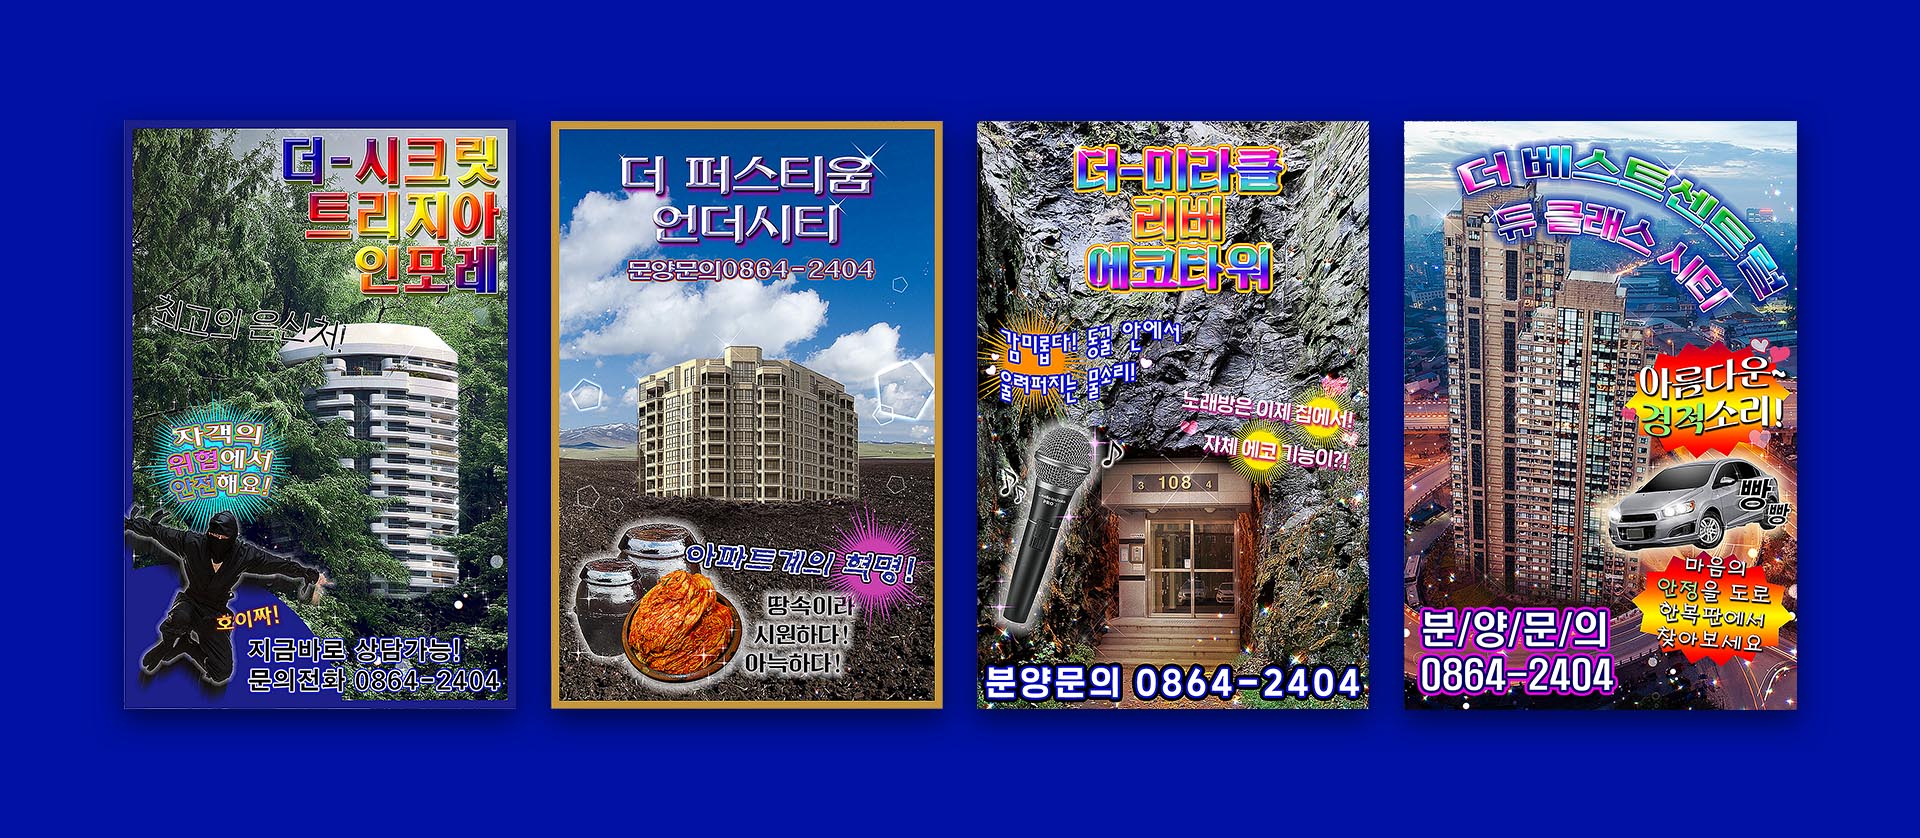 더-시크릿
트리지아
인포레
최고의 은신처!
자객의
위협에서
안전해요!
호이짜!
지금바로 상담가능!
문의전화 0864-2404
더 퍼스티움
언더시티
문양문의0864-2404
아파트계의 혁명!
땅속이라
시원하다!
아늑하다!
더-미라클
리버
에코타워
감미롭다! 동굴 안에서
울려퍼지는 물소리!!
노래방은 이제 집에서!
자체 에코 기능이?!
3 108 4
분양문의 0864-2404
더 베스트센트럴
듀 클래스 시티
아름다운~
경적소리!
빵
빵
마음의
안정을 도로
한복판에서
찾아보세요
분/양/문/의
0864-2404